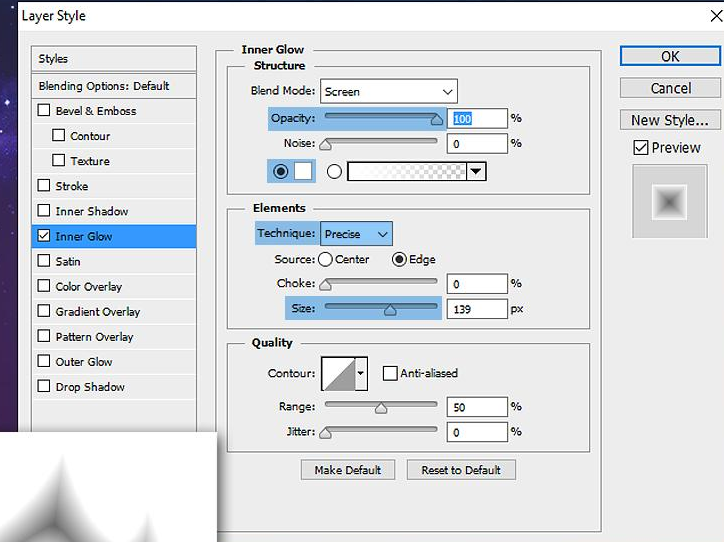 Layer Style
Styles
Blending Options: Default
Bevel & Emboss
Contour
Texture
Stroke
Inner Shadow
Inner Glow
Satin
Color Overlay
Gradient Overlay
Pattern Overlay
Outer Glow
Drop Shadow
Inner Glow
Structure
Blend Mode: Screen
Opacity: 100 %
Noise: 0 %
Elements
Technique: Precise
Source: Center Edge
Choke: 0 %
Size: 139 px
Quality
Contour: Anti-aliased
Range: 50 %
Jitter: 0 %
Make Default Reset to Default
OK
Cancel
New Style...
Preview